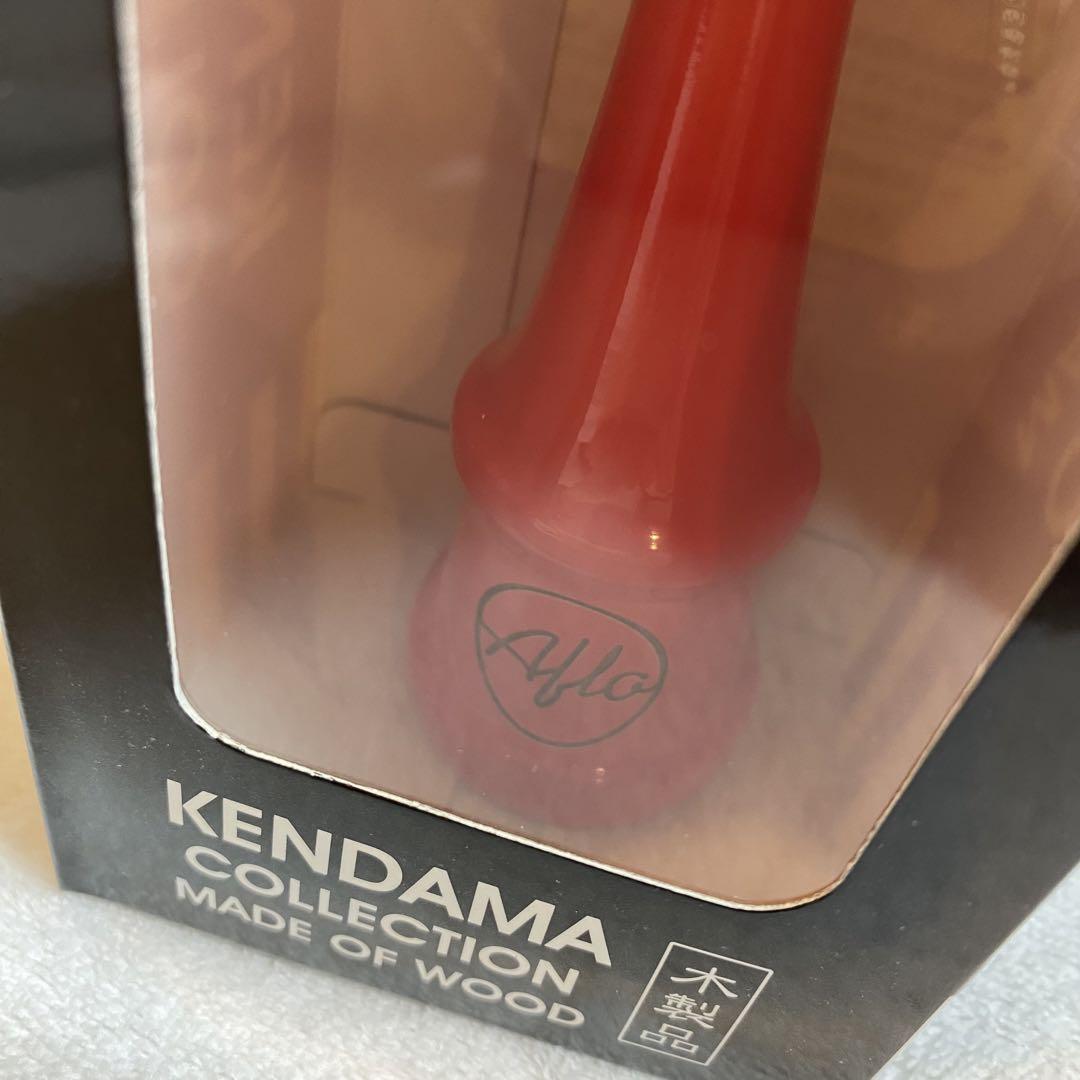 Aflo
KENDAMA
COLLECTION
MADE OF WOOD
木製品